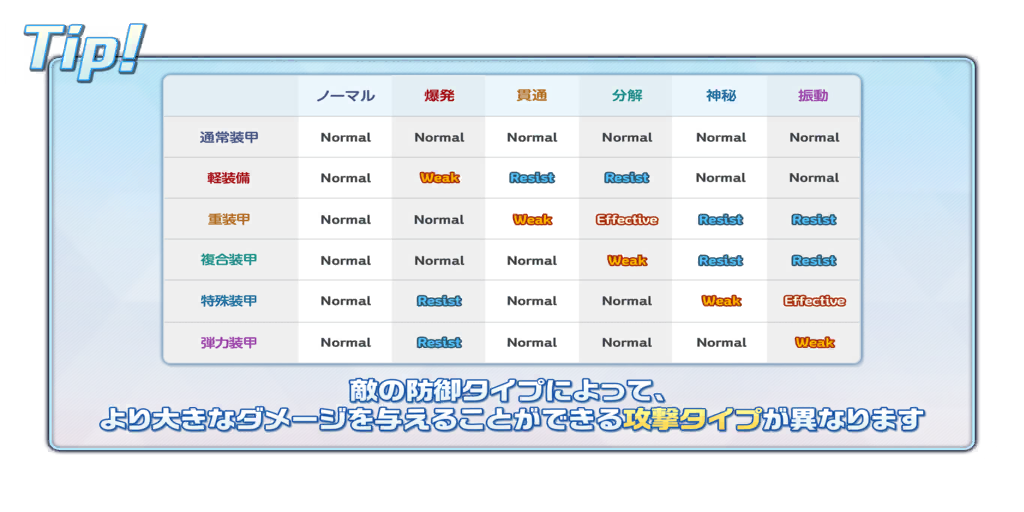 Tip!
ノーマル 爆発 貫通 分解 神秘 振動
通常装甲 Normal Normal Normal Normal Normal Normal
軽装備 Normal Weak Resist Resist Normal Normal
重装甲 Normal Normal Weak Effective Resist Resist
複合装甲 Normal Normal Normal Weak Resist Resist
特殊装甲 Normal Resist Normal Normal Weak Effective
弾力装甲 Normal Resist Normal Normal Normal Weak
敵の防御タイプによって、
より大きなダメージを与えることができる攻撃タイプが異なります